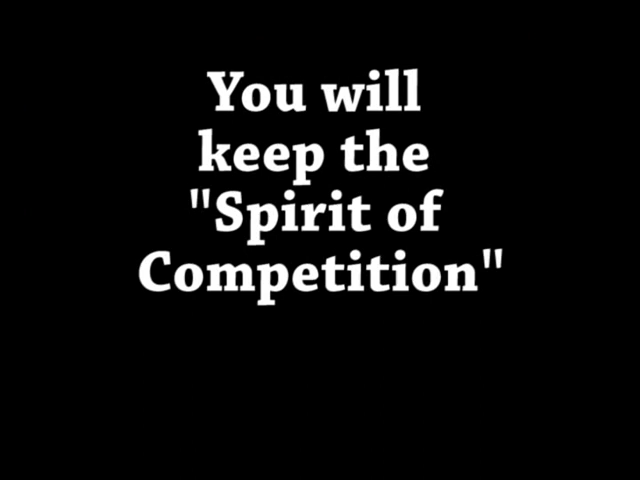 You will
keep the
"Spirit of
Competition"